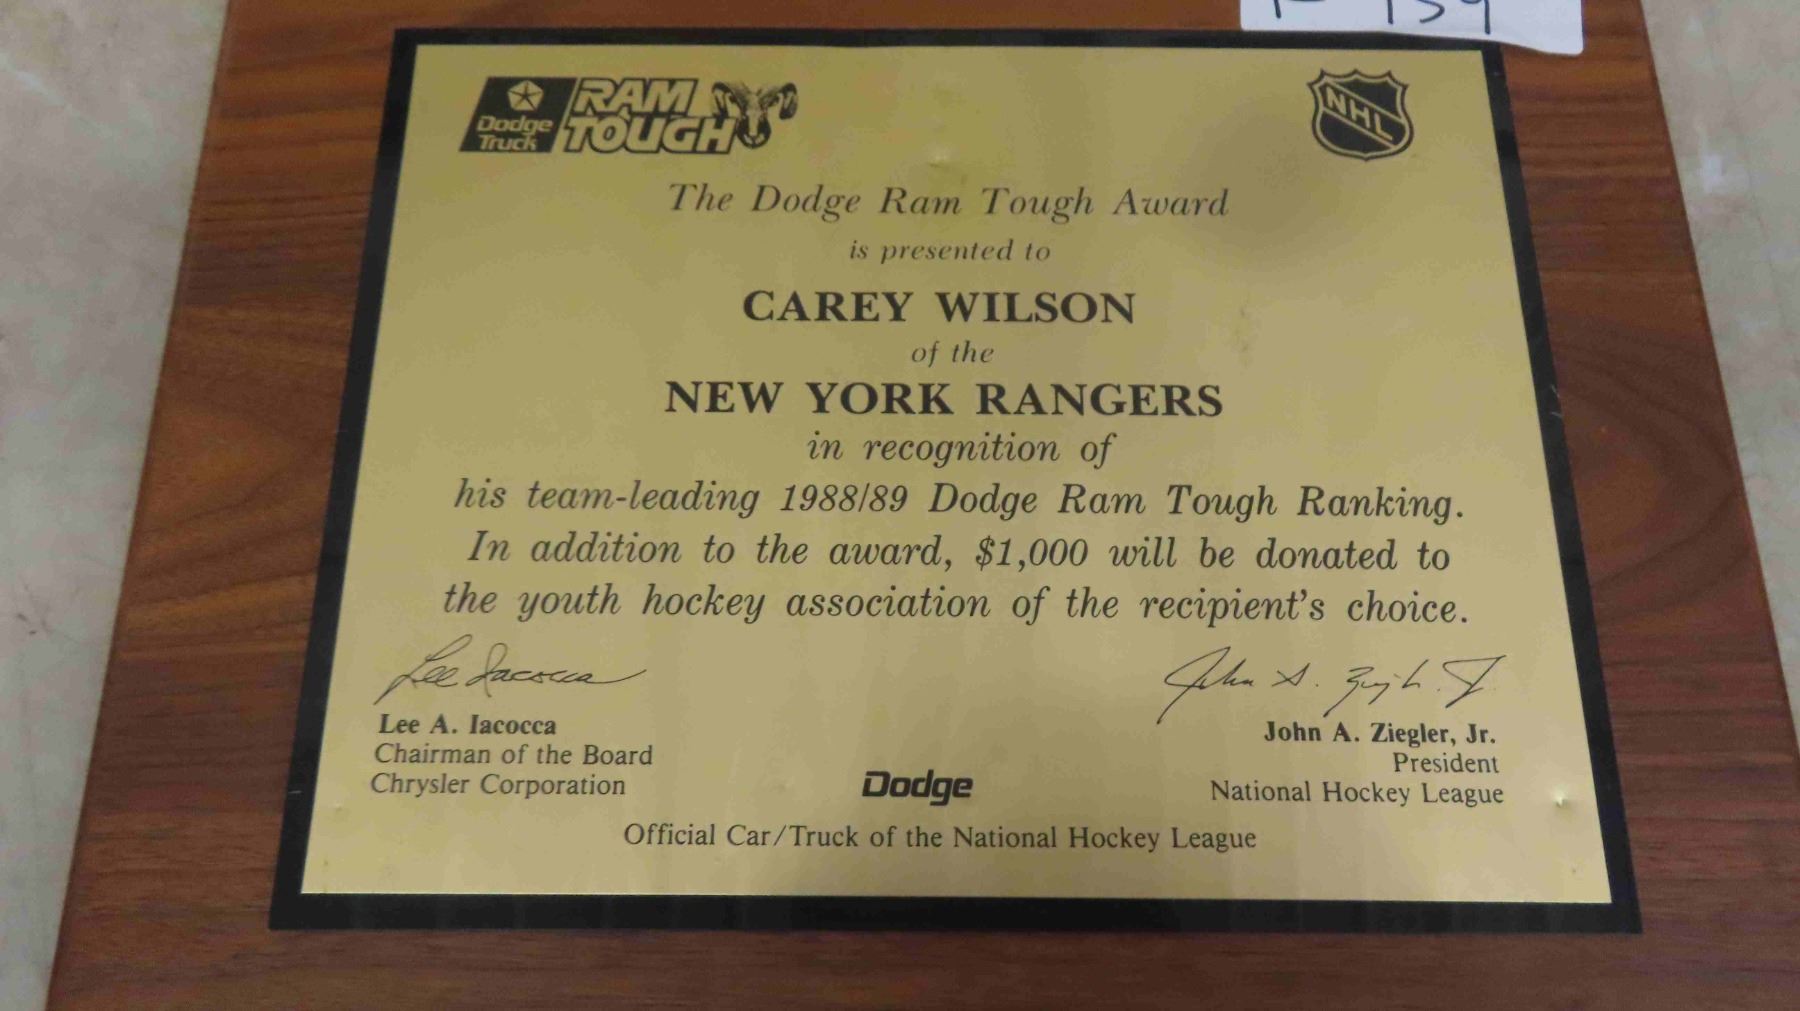 Dodge
Truck
RAM
TOUGH
NHL
The Dodge Ram Tough Award
is presented to
CAREY WILSON
of the
NEW YORK RANGERS
in recognition of
his team-leading 1988/89 Dodge Ram Tough Ranking.
In addition to the award, $1,000 will be donated to
the youth hockey association of the recipient's choice.
Lee Iacocca
Lee A. Iacocca
Chairman of the Board
Chrysler Corporation
John A. Ziegler, Jr.
President
National Hockey League
Dodge
Official Car/Truck of the National Hockey League